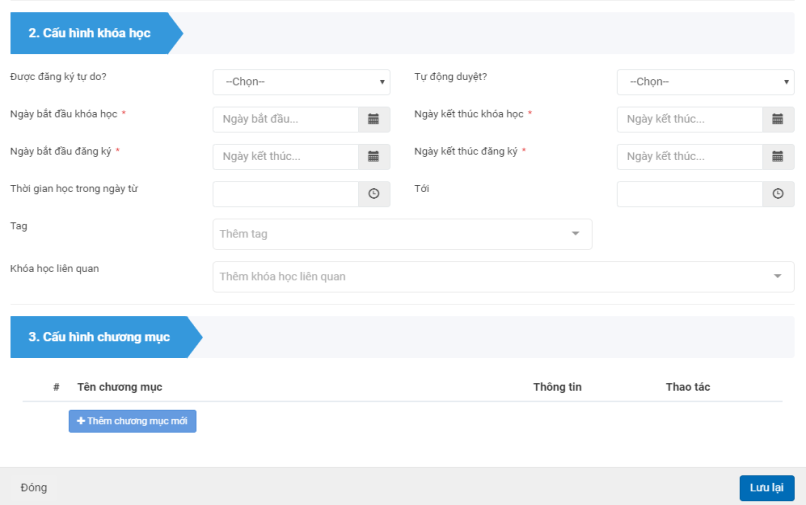 2. Cấu hình khóa học
Được đăng ký tự do? --Chọn-- Tự động duyệt? --Chọn--
Ngày bắt đầu khóa học * Ngày bắt đầu... Ngày kết thúc khóa học * Ngày kết thúc...
Ngày bắt đầu đăng ký * Ngày kết thúc... Ngày kết thúc đăng ký * Ngày kết thúc...
Thời gian học trong ngày từ Tới
Tag Thêm tag
Khóa học liên quan Thêm khóa học liên quan
3. Cấu hình chương mục
# Tên chương mục Thông tin Thao tác
+ Thêm chương mục mới
Đóng Lưu lại